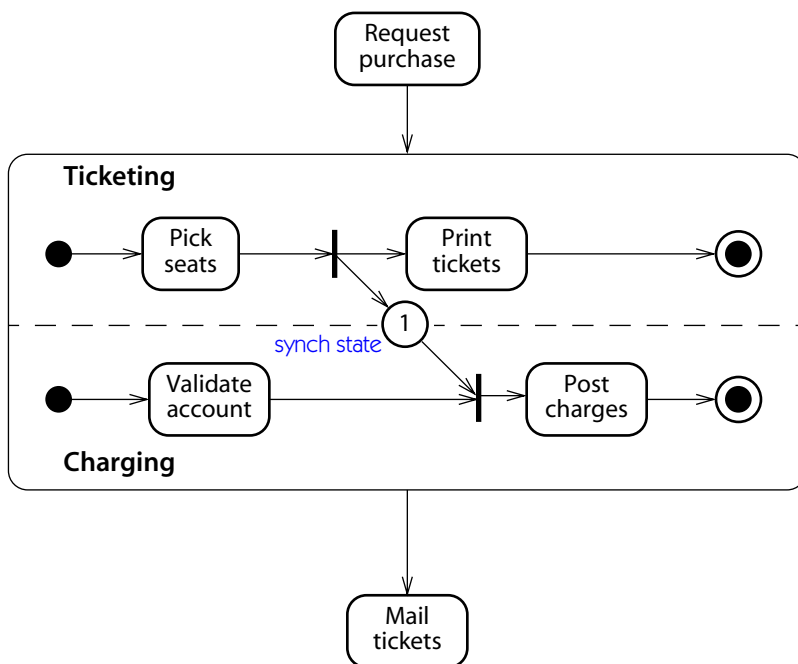 Request
purchase
Ticketing
Pick
seats
Print
tickets
1
synch state
Validate
account
Post
charges
Charging
Mail
tickets